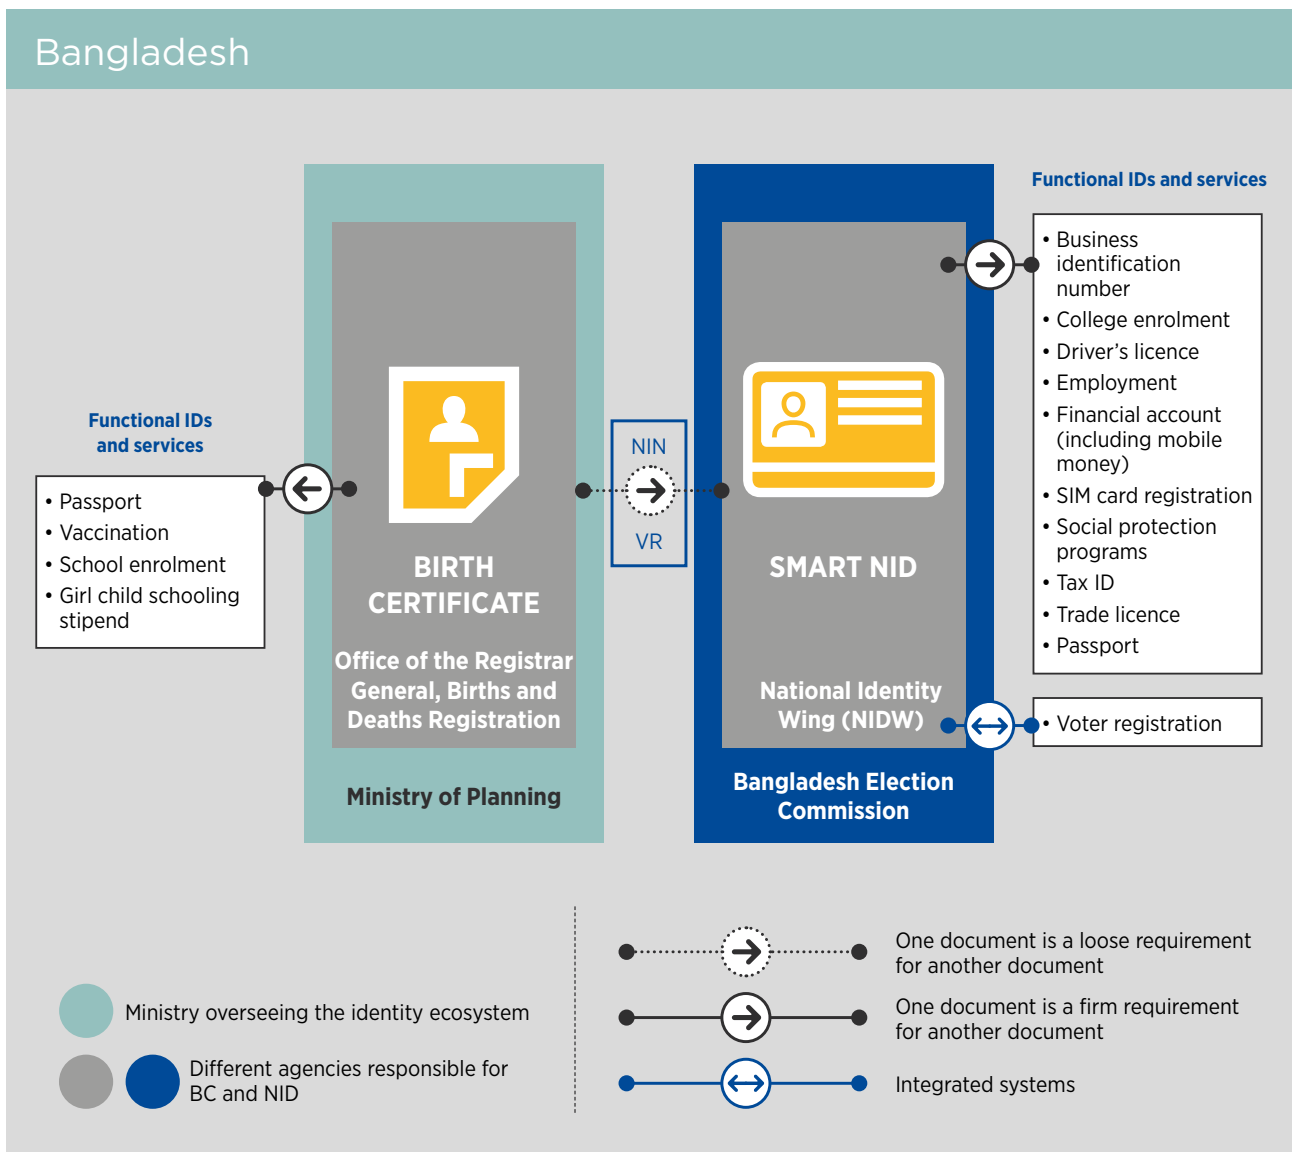 Bangladesh
Functional IDs
and services
• Passport
• Vaccination
• School enrolment
• Girl child schooling
stipend
BIRTH
CERTIFICATE
Office of the Registrar
General, Births and
Deaths Registration
Ministry of Planning
NIN
VR
SMART NID
National Identity
Wing (NIDW)
Bangladesh Election
Commission
Functional IDs and services
• Business
identification
number
• College enrolment
• Driver’s licence
• Employment
• Financial account
(including mobile
money)
• SIM card registration
• Social protection
programs
• Tax ID
• Trade licence
• Passport
• Voter registration
Ministry overseeing the identity ecosystem
Different agencies responsible for
BC and NID
One document is a loose requirement
for another document
One document is a firm requirement
for another document
Integrated systems